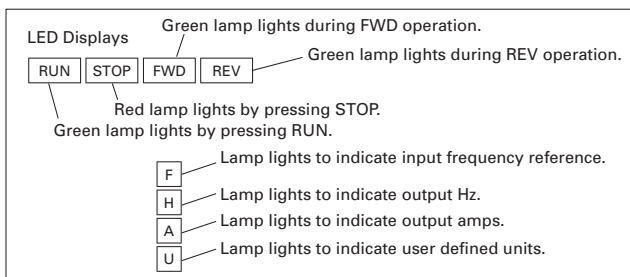 Green lamp lights during FWD operation.
LED Displays
Green lamp lights during REV operation.
RUN STOP FWD REV
Red lamp lights by pressing STOP.
Green lamp lights by pressing RUN.
F Lamp lights to indicate input frequency reference.
H Lamp lights to indicate output Hz.
A Lamp lights to indicate output amps.
U Lamp lights to indicate user defined units.